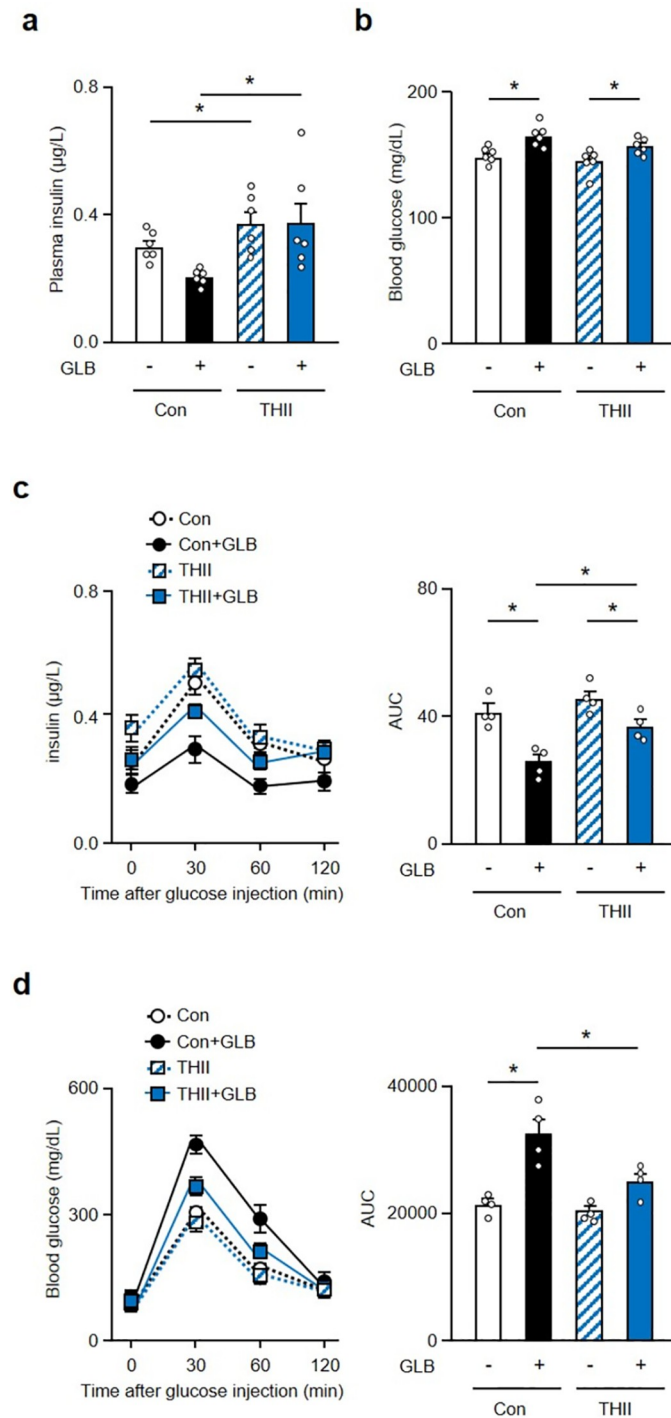 a
b
*
*
0.8
0.4
0.0
Plasma insulin (µg/L)
GLB - + - +
Con THII
*
*
200
100
0
Blood glucose (mg/dL)
GLB - + - +
Con THII
c
Con
Con+GLB
THII
THII+GLB
0.8
0.4
0.0
insulin (µg/L)
0 30 60 120
Time after glucose injection (min)
*
*
*
80
40
0
AUC
GLB - + - +
Con THII
d
Con
Con+GLB
THII
THII+GLB
600
300
0
Blood glucose (mg/dL)
0 30 60 120
Time after glucose injection (min)
*
*
40000
20000
0
AUC
GLB - + - +
Con THII